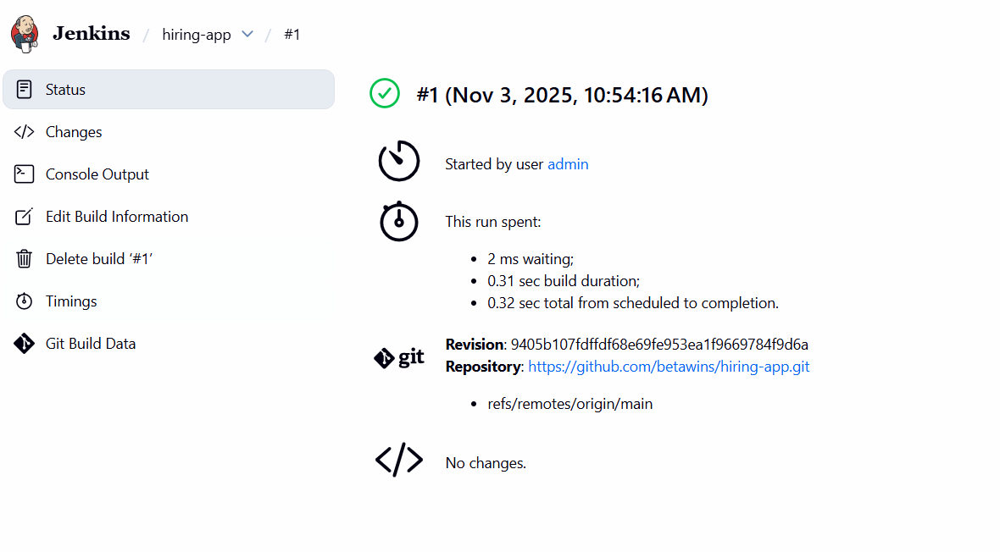 Jenkins / hiring-app / #1
Status
Changes
Console Output
Edit Build Information
Delete build ‘#1’
Timings
Git Build Data
#1 (Nov 3, 2025, 10:54:16 AM)
Started by user admin
This run spent:
• 2 ms waiting;
• 0.31 sec build duration;
• 0.32 sec total from scheduled to completion.
git
Revision: 9405b107fdffdf68e69fe953ea1f9669784f9d6a
Repository: https://github.com/betawins/hiring-app.git
• refs/remotes/origin/main
</> No changes.